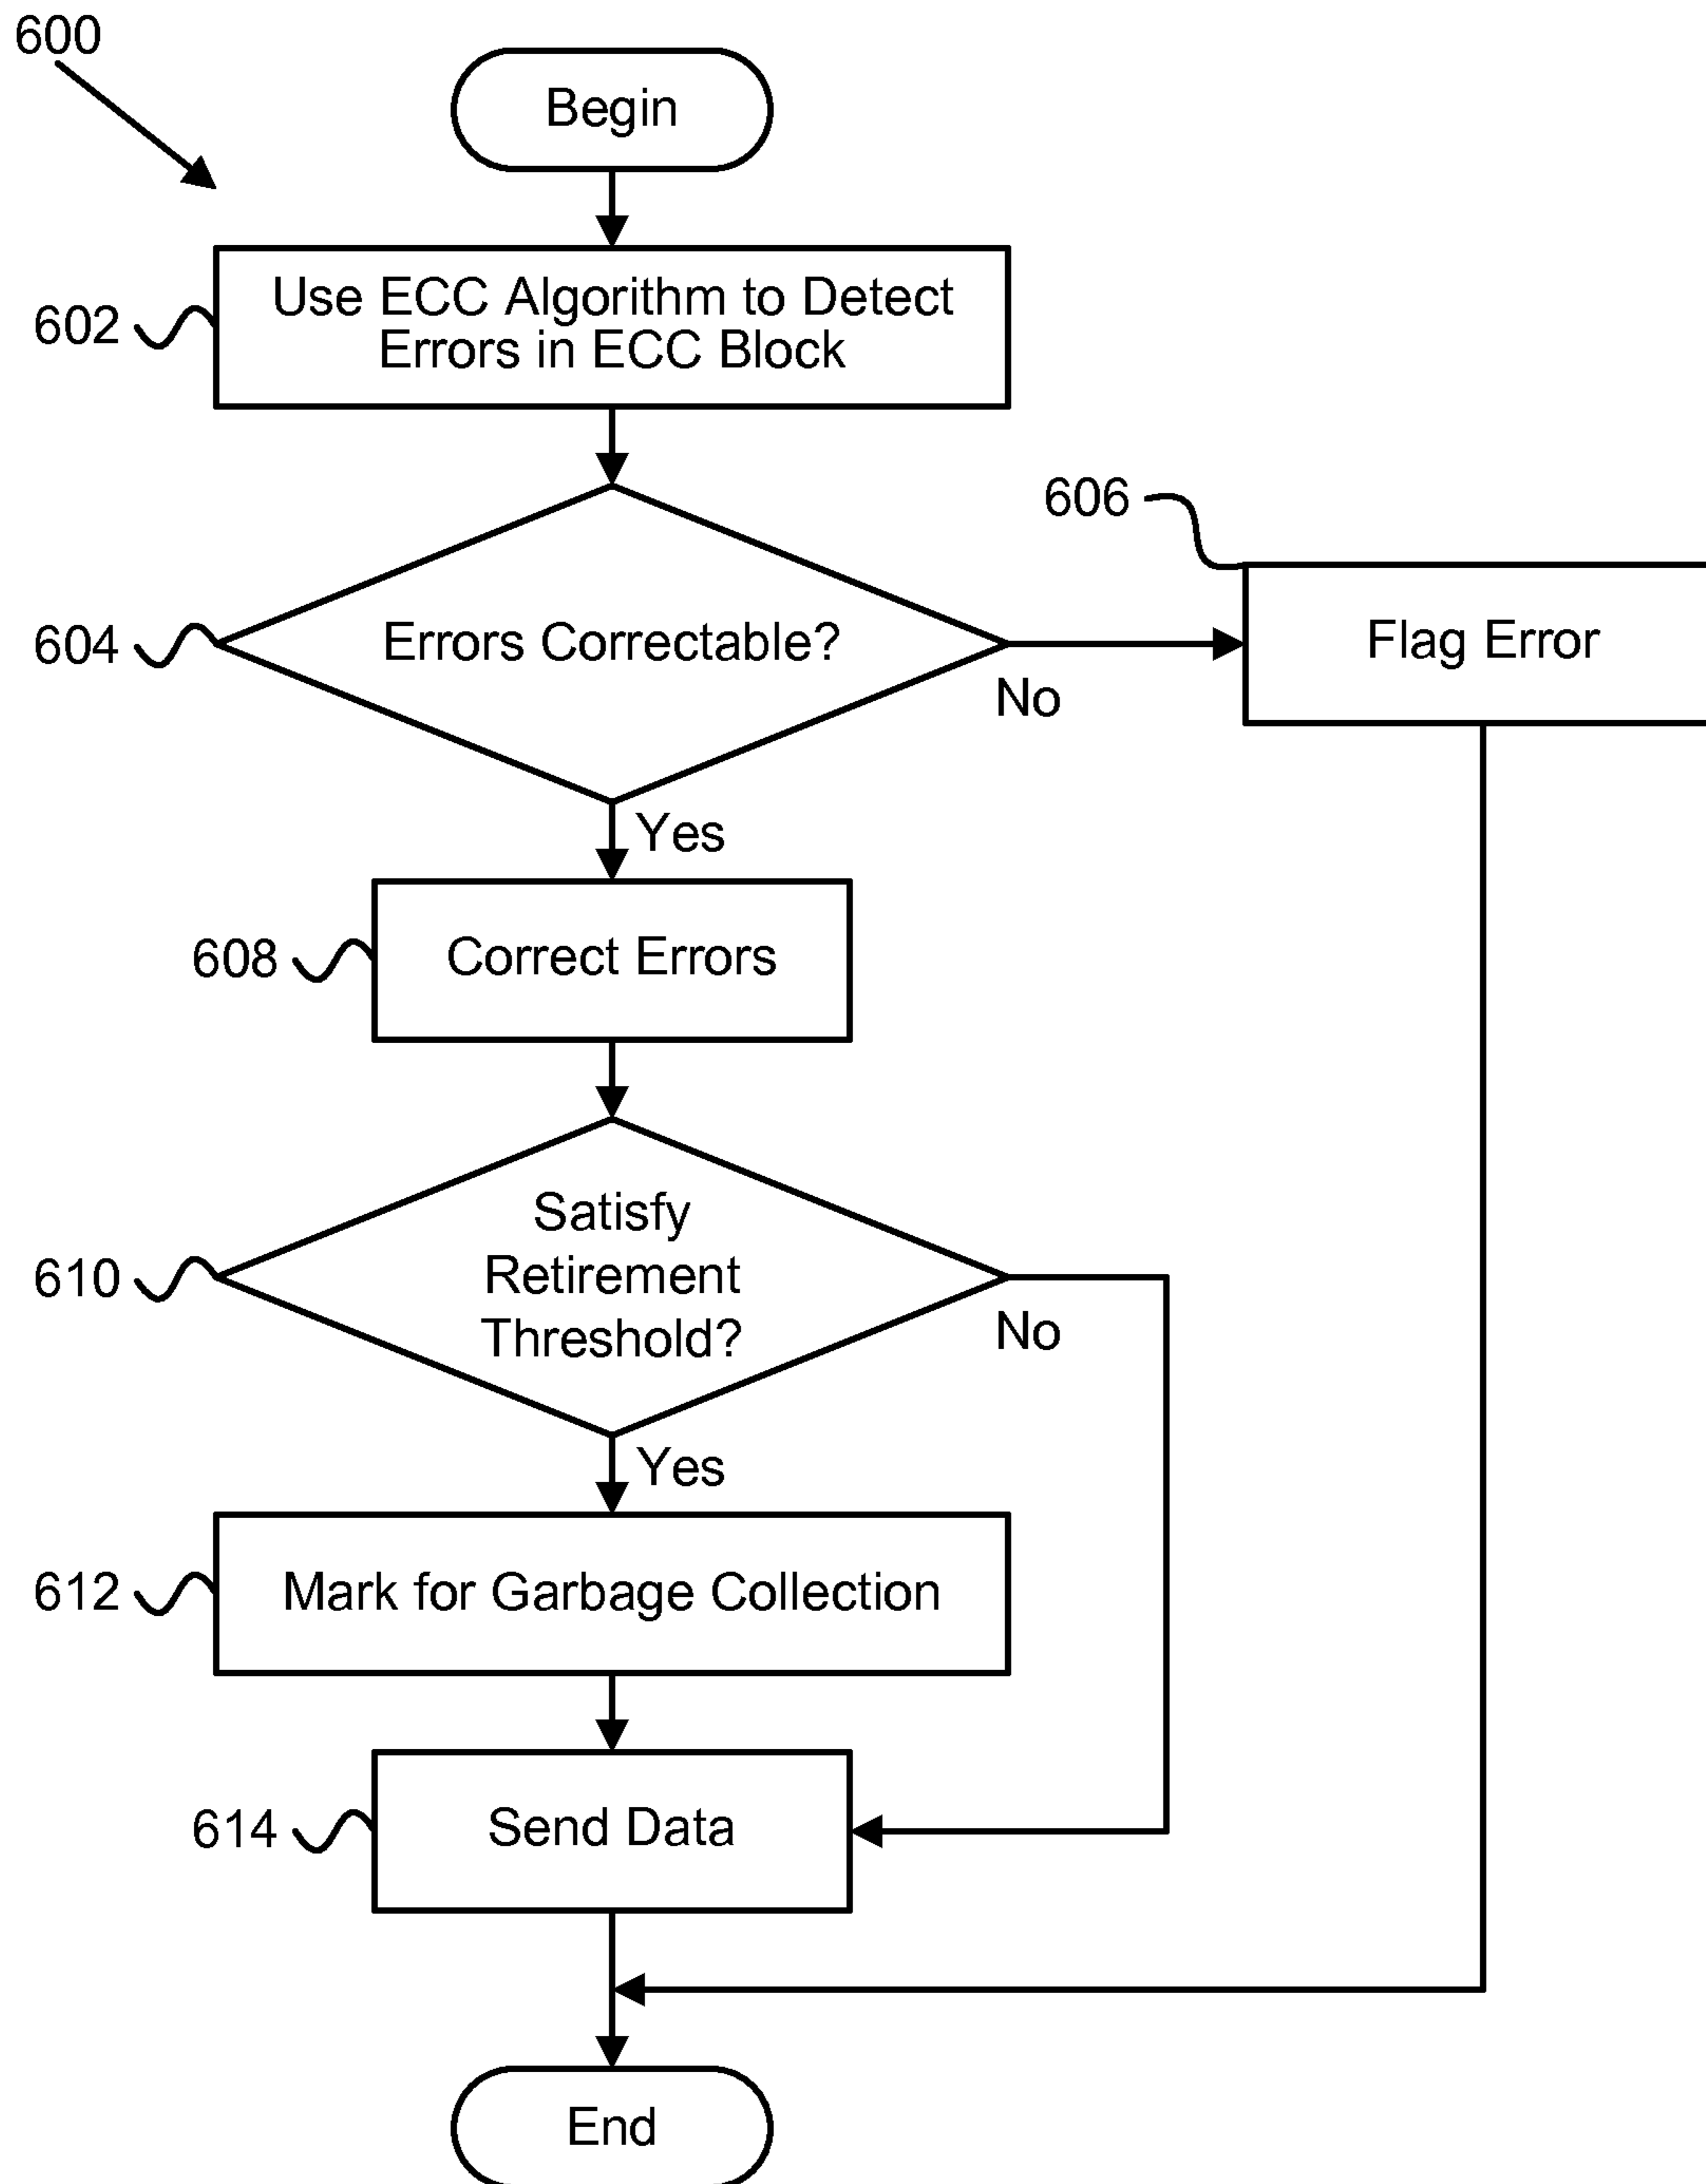 600
Begin
602
Use ECC Algorithm to Detect
Errors in ECC Block
606
604
Errors Correctable?
Flag Error
No
Yes
608
Correct Errors
610
Satisfy
Retirement
Threshold?
No
Yes
612
Mark for Garbage Collection
614
Send Data
End